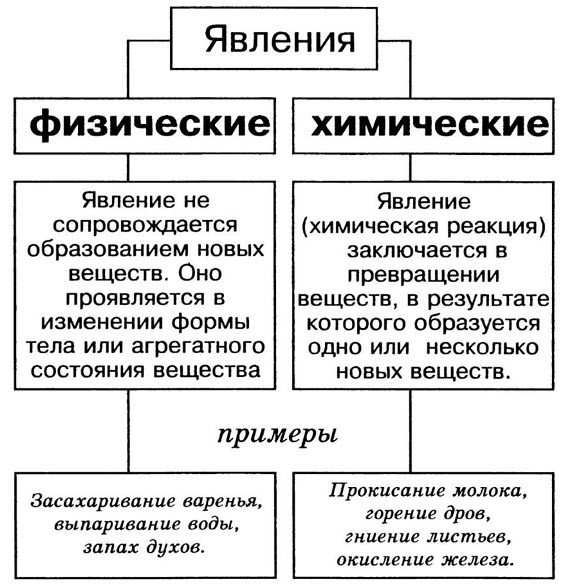 Явления
физические
химические
Явление не
сопровождается
образованием новых
веществ. Оно
проявляется в
изменении формы
тела или агрегатного
состояния вещества
Явление
(химическая реакция)
заключается в
превращении
веществ, в результате
которого образуется
одно или несколько
новых веществ.
примеры
Засахаривание варенья,
выпаривание воды,
запах духов.
Прокисание молока,
горение дров,
гниение листьев,
окисление железа.